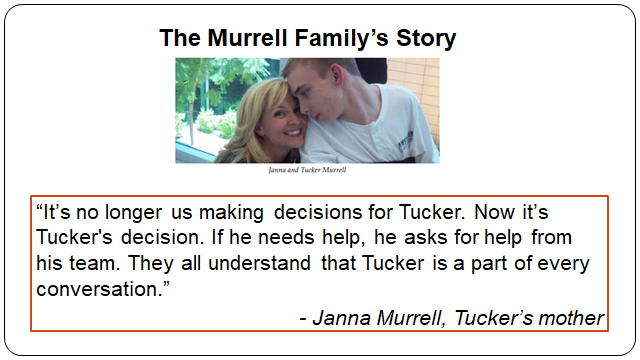 The Murrell Family’s Story
Janna and Tucker Murrell
“It’s no longer us making decisions for Tucker. Now it’s
Tucker's decision. If he needs help, he asks for help from
his team. They all understand that Tucker is a part of every
conversation.”
- Janna Murrell, Tucker’s mother